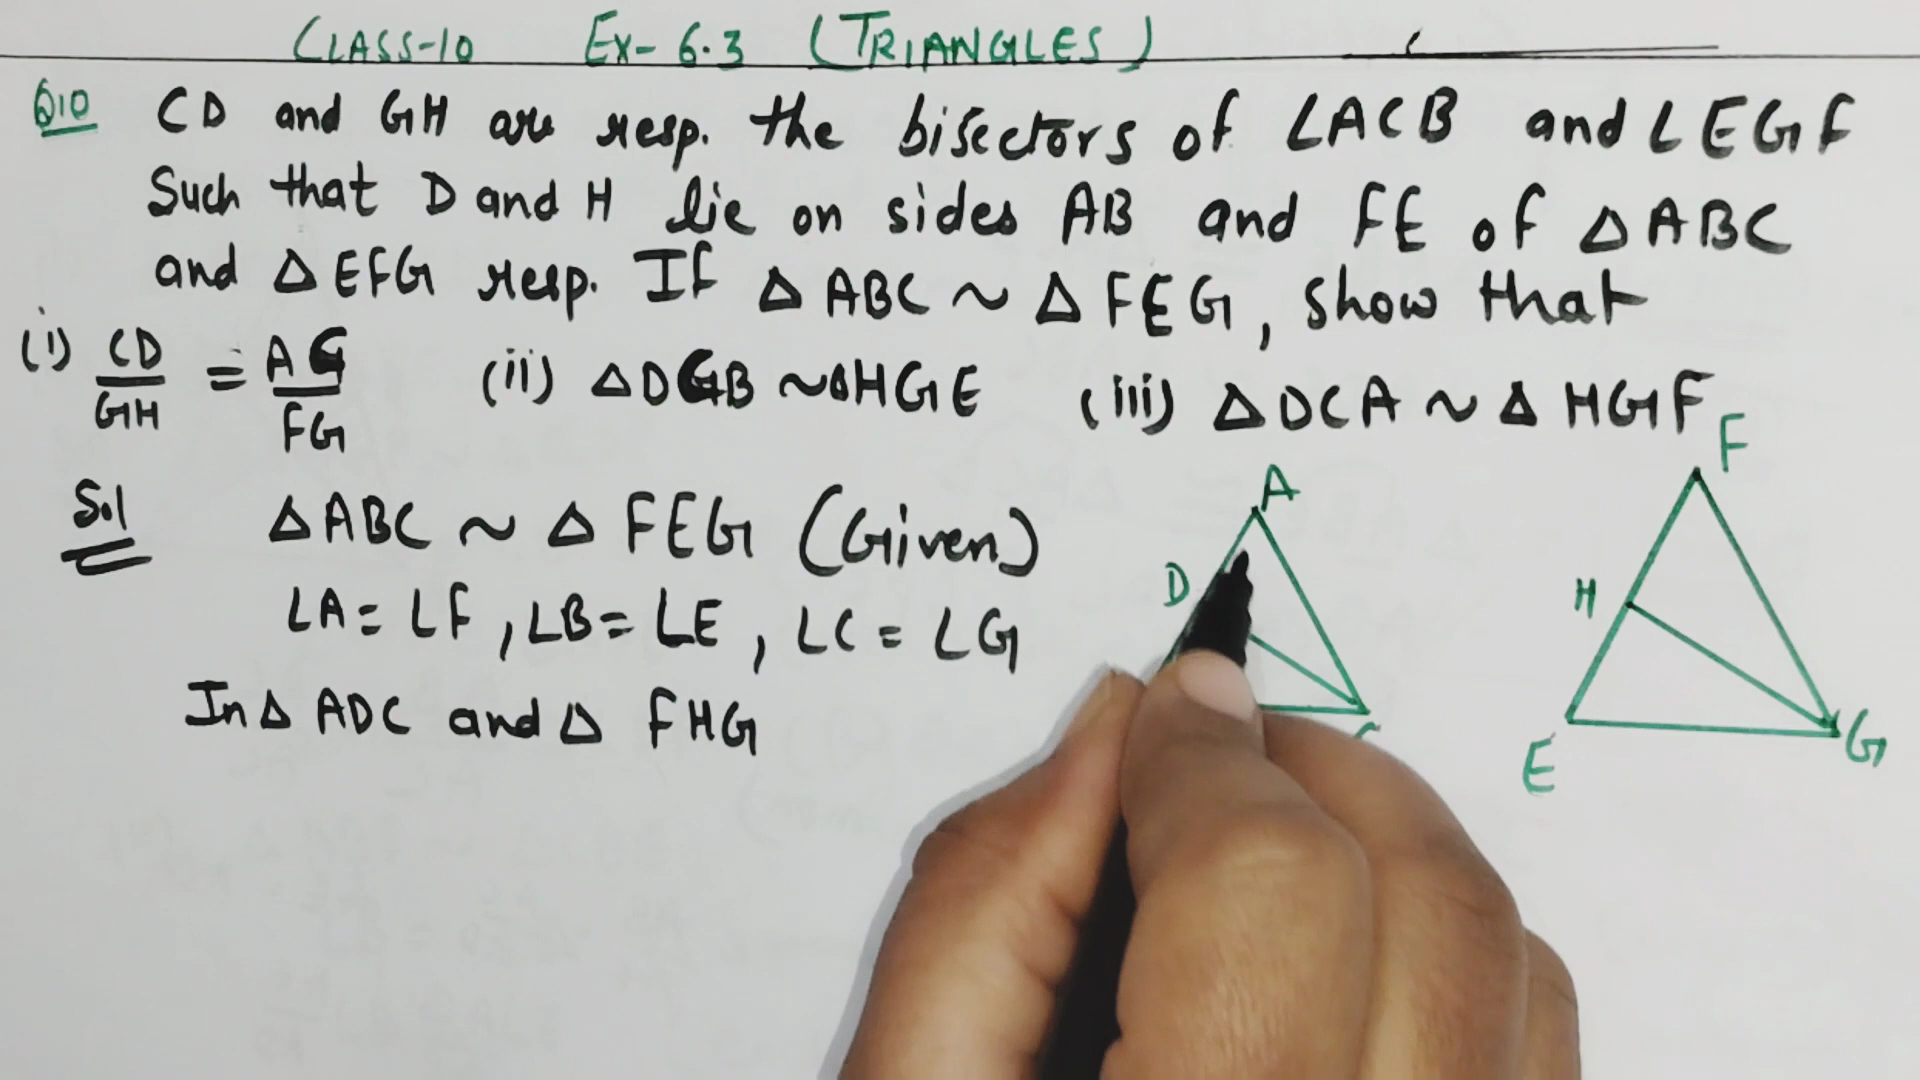 CLASS-10 EX- 6.3 (TRIANGLES)
Q10 CD and GH are resp. the bisectors of ∠ACB and ∠EGF
Such that D and H lie on sides AB and FE of △ABC
and △EFG resp. If △ABC ~ △FEG, show that
(i) CD/GH = AC/FG (ii) △DCB ~ △HGE (iii) △DCA ~ △HGF
Sol △ABC ~ △FEG (Given)
∠A = ∠F, ∠B = ∠E, ∠C = ∠G
In △ ADC and △ FHG
A
D
C
F
H
E
G